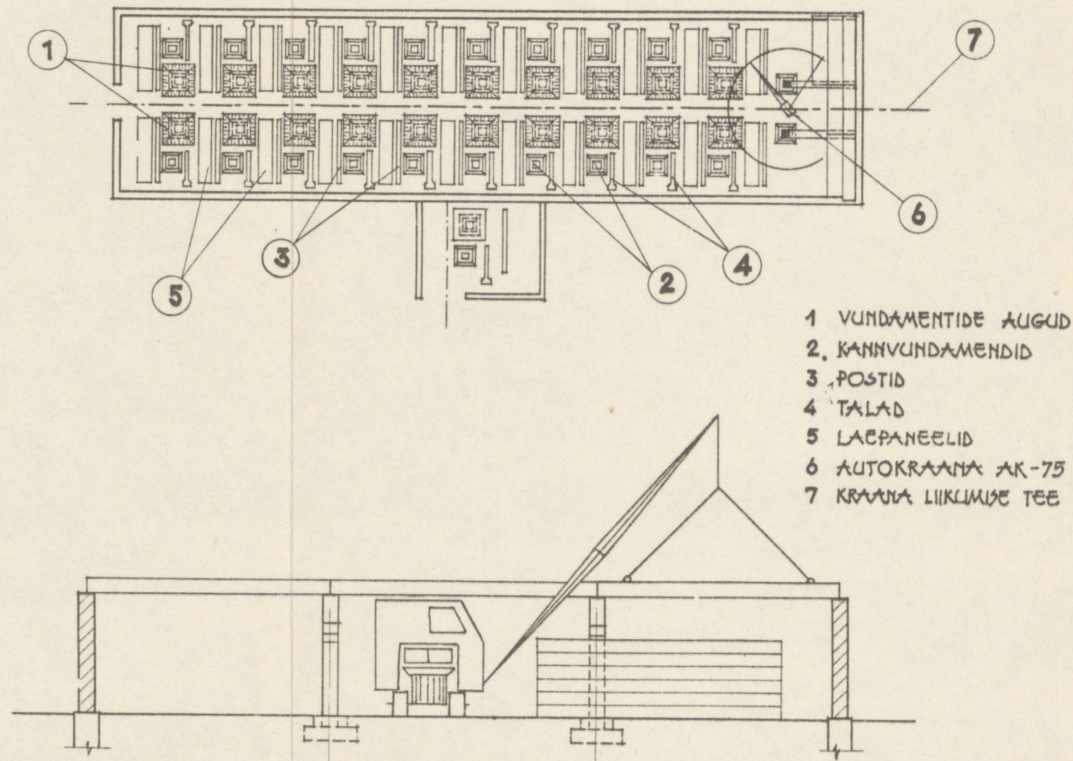 1
7
6
3
2
4
5
1 VUNDAMENTIDE AUGUD
2. KANNVUNDAMENDID
3 POSTID
4 TALAD
5 LAEPANEELID
6 AUTOKRAANA AK-75
7 KRAANA LIIKUMISE TEE